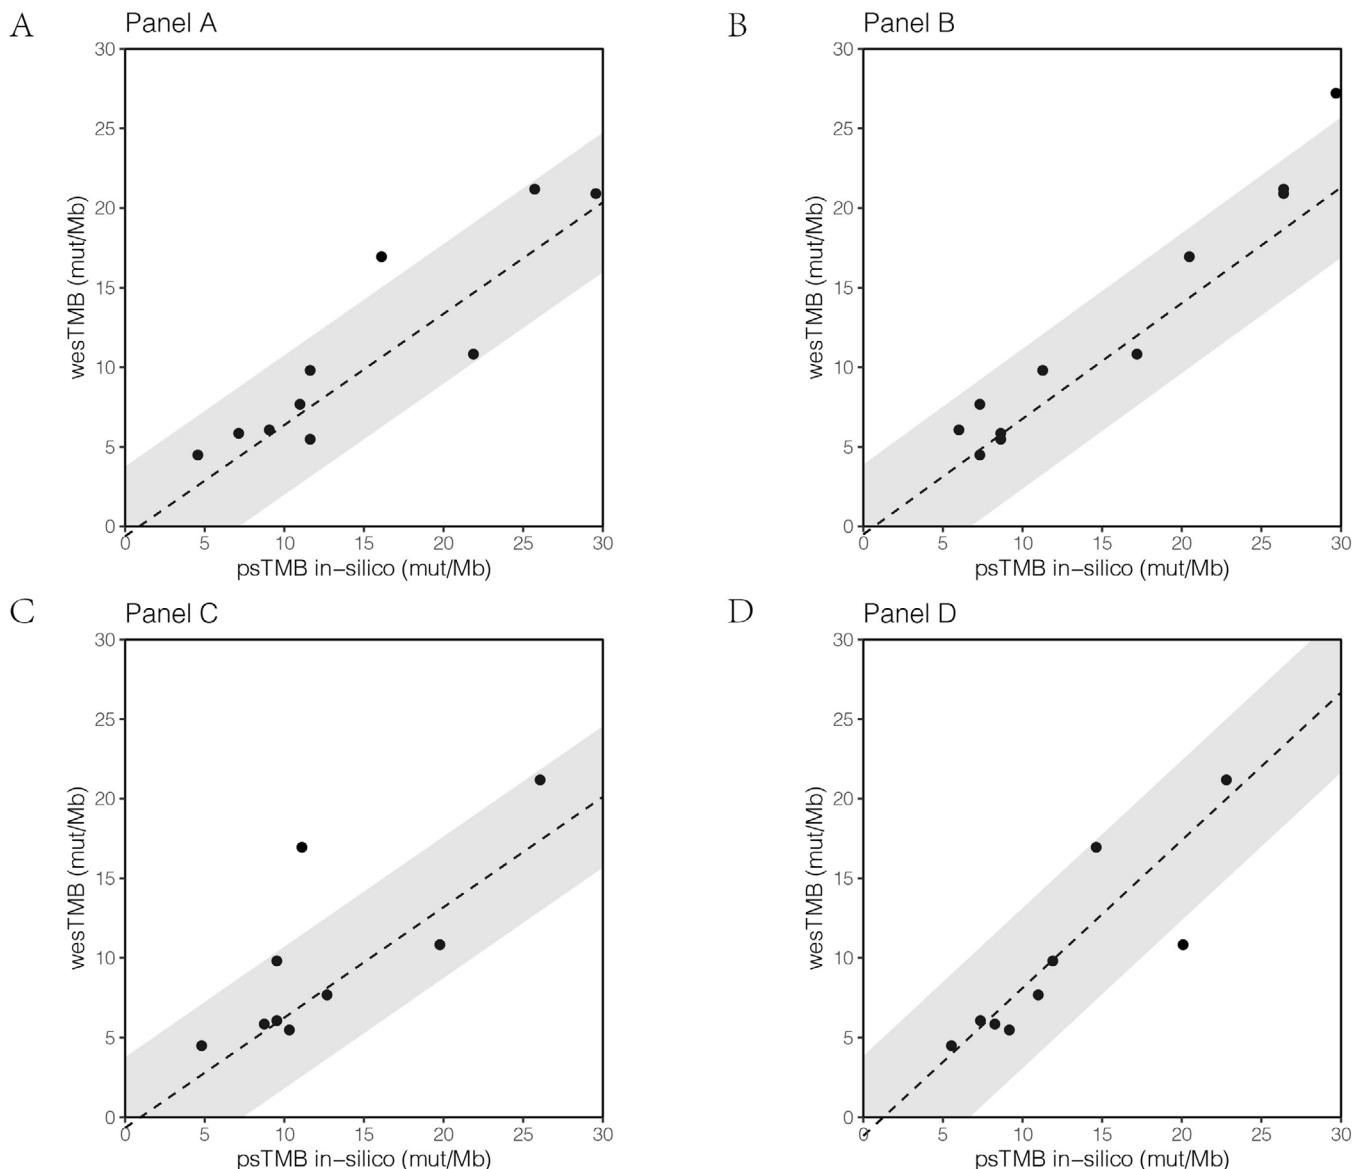 A
Panel A
30
25
20
15
10
5
0
wesTMB (mut/Mb)
0 5 10 15 20 25 30
psTMB in–silico (mut/Mb)
B
Panel B
30
25
20
15
10
5
0
wesTMB (mut/Mb)
0 5 10 15 20 25 30
psTMB in–silico (mut/Mb)
C
Panel C
30
25
20
15
10
5
0
wesTMB (mut/Mb)
0 5 10 15 20 25 30
psTMB in–silico (mut/Mb)
D
Panel D
30
25
20
15
10
5
0
wesTMB (mut/Mb)
0 5 10 15 20 25 30
psTMB in–silico (mut/Mb)